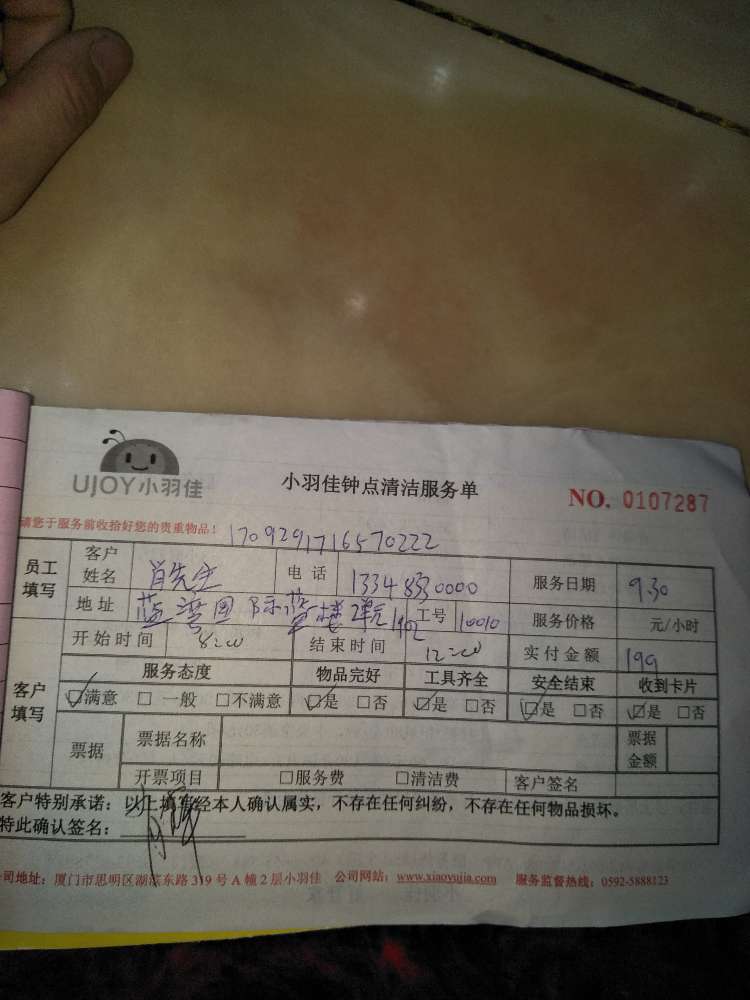 UJOY小羽佳
小羽佳钟点清洁服务单
NO. 0107287
请您于服务前收拾好您的贵重物品！
1709291716570222
员工填写 客户姓名 肖先生 电 话 服务日期 9.30
地 址 蓝湾国际 工号 10010 服务价格 元/小时
开始时间 8:00 结束时间 12:00 实付金额 199
客户填写 服务态度 物品完好 工具齐全 安全结束 收到卡片
☑满意 □ 一般 □不满意 ☑是 □否 ☑是 □否 ☑是 □否 ☑是 □否
票据 票据名称 票据金额
开票项目 □服务费 □清洁费 客户签名
客户特别承诺：以上填写经本人确认属实，不存在任何纠纷，不存在任何物品损坏。
特此确认签名：
司地址：厦门市思明区湖滨东路 319 号 A 幢 2 层小羽佳 公司网站：www.xiaoyujia.com 服务监督热线：0592-5888123